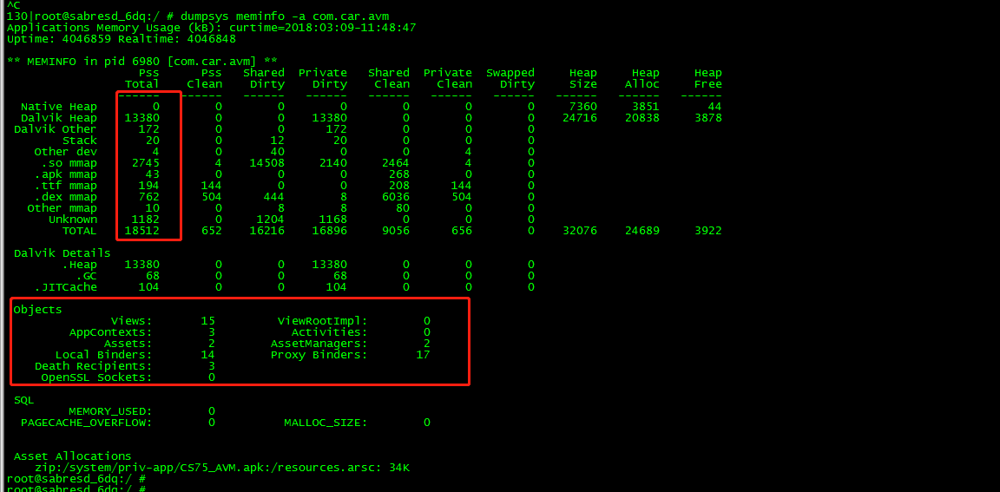 ^C
130|root@sabresd_6dq:/ # dumpsys meminfo -a com.car.avm
Applications Memory Usage (kB): curtime=2018:03:09-11:48:47
Uptime: 4046859 Realtime: 4046848
** MEMINFO in pid 6980 [com.car.avm] **
Pss Pss Shared Private Shared Private Swapped Heap Heap Heap
Total Clean Dirty Dirty Clean Clean Dirty Size Alloc Free
------ ------ ------ ------ ------ ------ ------ ------ ------ ------
Native Heap 0 0 0 0 0 0 0 7360 3851 44
Dalvik Heap 13380 0 0 13380 0 0 0 24716 20838 3878
Dalvik Other 172 0 0 172 0 0 0
Stack 20 0 12 20 0 0 0
Other dev 4 0 40 0 0 4 0
.so mmap 2745 4 14508 2140 2464 4 0
.apk mmap 43 0 0 0 268 0 0
.ttf mmap 194 144 0 0 208 144 0
.dex mmap 762 504 444 8 6036 504 0
Other mmap 10 0 8 8 80 0 0
Unknown 1182 0 1204 1168 0 0 0
TOTAL 18512 652 16216 16896 9056 656 0 32076 24689 3922
Dalvik Details
.Heap 13380 0 0 13380 0 0 0
.GC 68 0 0 68 0 0 0
.JITCache 104 0 0 104 0 0 0
Objects
Views: 15 ViewRootImpl: 0
AppContexts: 3 Activities: 0
Assets: 2 AssetManagers: 2
Local Binders: 14 Proxy Binders: 17
Death Recipients: 3
OpenSSL Sockets: 0
SQL
MEMORY_USED: 0
PAGECACHE_OVERFLOW: 0 MALLOC_SIZE: 0
Asset Allocations
zip:/system/priv-app/CS75_AVM.apk:/resources.arsc: 34K
root@sabresd_6dq:/ #
root@sabresd_6dq:/ #